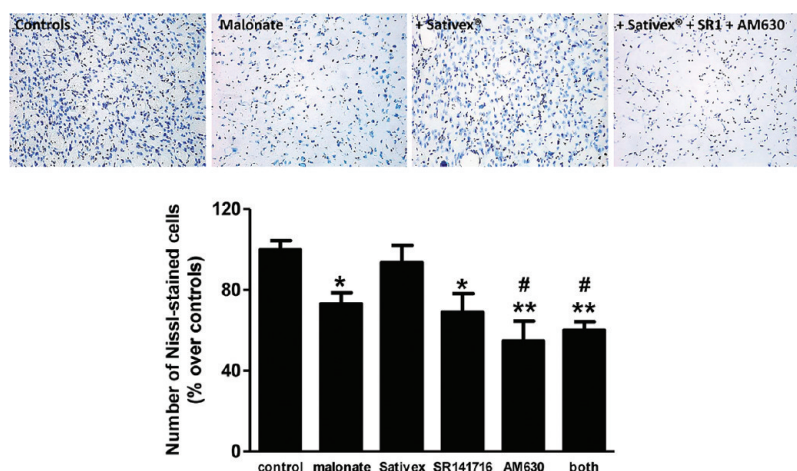 Controls
Malonate
+ Sativex®
+ Sativex® + SR1 + AM630
Number of Nissl-stained cells
(% over controls)
120
80
40
0
*
*
#
**
#
**
control malonate Sativex SR141716 AM630 both